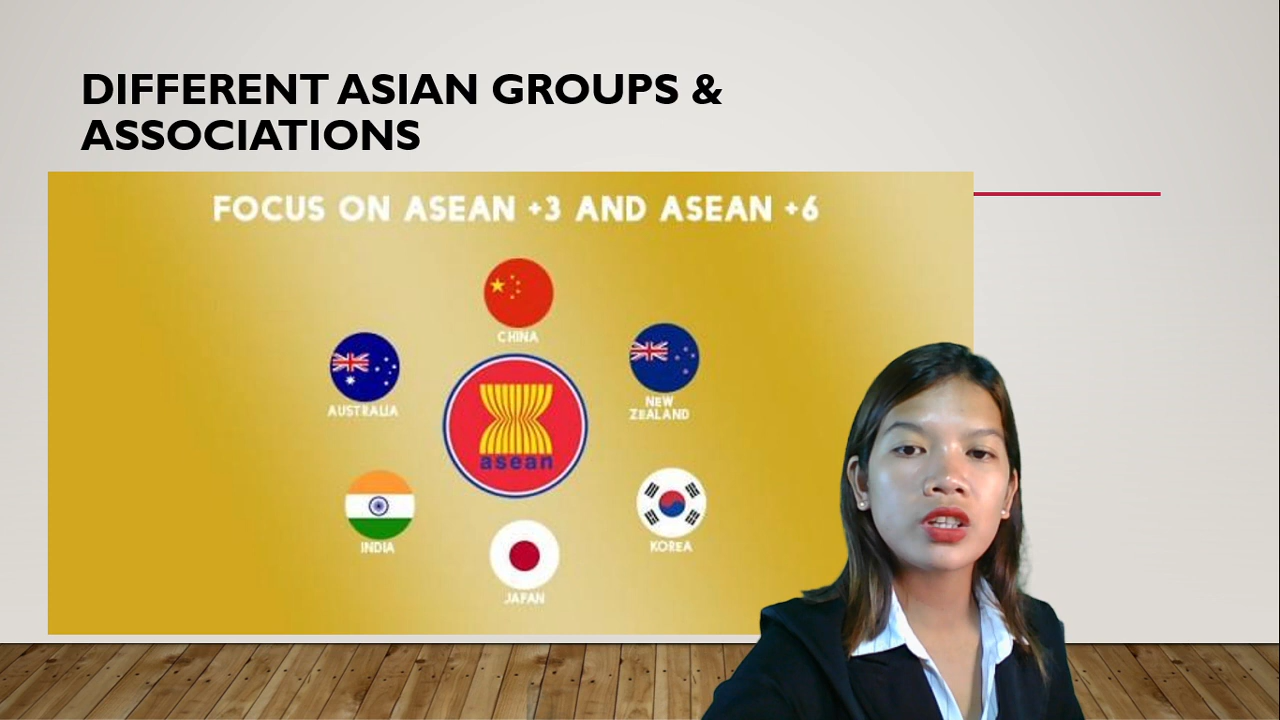 DIFFERENT ASIAN GROUPS &
ASSOCIATIONS
FOCUS ON ASEAN +3 AND ASEAN +6
CHINA
AUSTRALIA
NEW
ZEALAND
asean
INDIA
KOREA
JAPAN